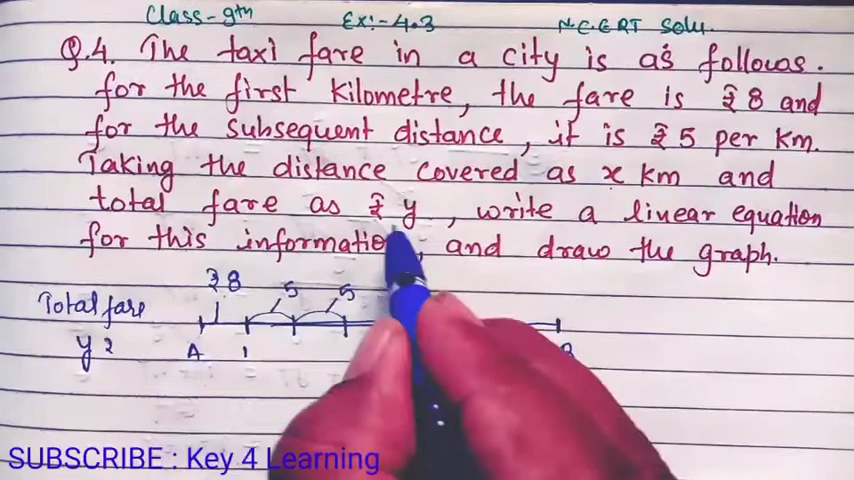 Class-9th Ex:-4.3 N.C.E.RT Solu.
Q.4. The taxi fare in a city is as follows.
for the first kilometre, the fare is ₹8 and
for the subsequent distance, it is ₹5 per km.
Taking the distance covered as x km and
total fare as ₹y, write a linear equation
for this information, and draw the graph.
₹8 5 5
Total fare
y ₹
A 1 B
SUBSCRIBE : Key 4 Learning